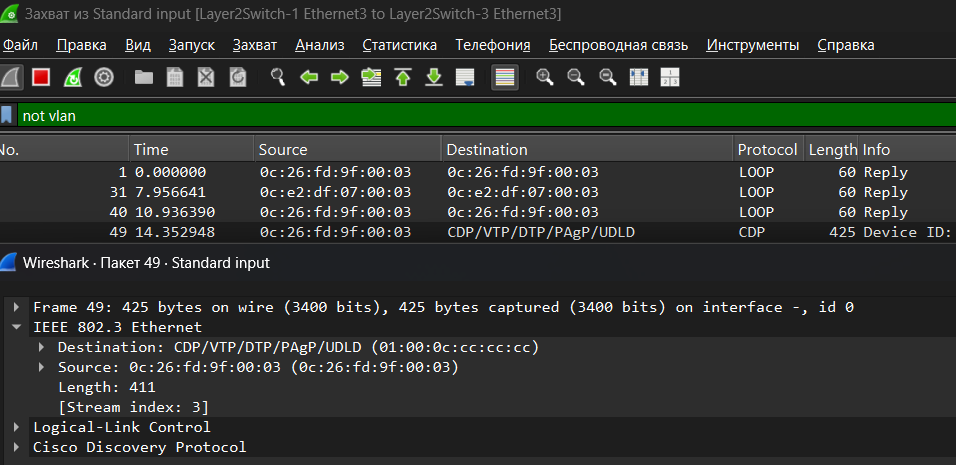 Захват из Standard input [Layer2Switch-1 Ethernet3 to Layer2Switch-3 Ethernet3]
Файл Правка Вид Запуск Захват Анализ Статистика Телефония Беспроводная связь Инструменты Справка
not vlan
No. Time Source Destination Protocol Length Info
1 0.000000 0c:26:fd:9f:00:03 0c:26:fd:9f:00:03 LOOP 60 Reply
31 7.956641 0c:e2:df:07:00:03 0c:e2:df:07:00:03 LOOP 60 Reply
40 10.936390 0c:26:fd:9f:00:03 0c:26:fd:9f:00:03 LOOP 60 Reply
49 14.352948 0c:26:fd:9f:00:03 CDP/VTP/DTP/PAgP/UDLD CDP 425 Device ID:
Wireshark · Пакет 49 · Standard input
Frame 49: 425 bytes on wire (3400 bits), 425 bytes captured (3400 bits) on interface -, id 0
IEEE 802.3 Ethernet
Destination: CDP/VTP/DTP/PAgP/UDLD (01:00:0c:cc:cc:cc)
Source: 0c:26:fd:9f:00:03 (0c:26:fd:9f:00:03)
Length: 411
[Stream index: 3]
Logical-Link Control
Cisco Discovery Protocol